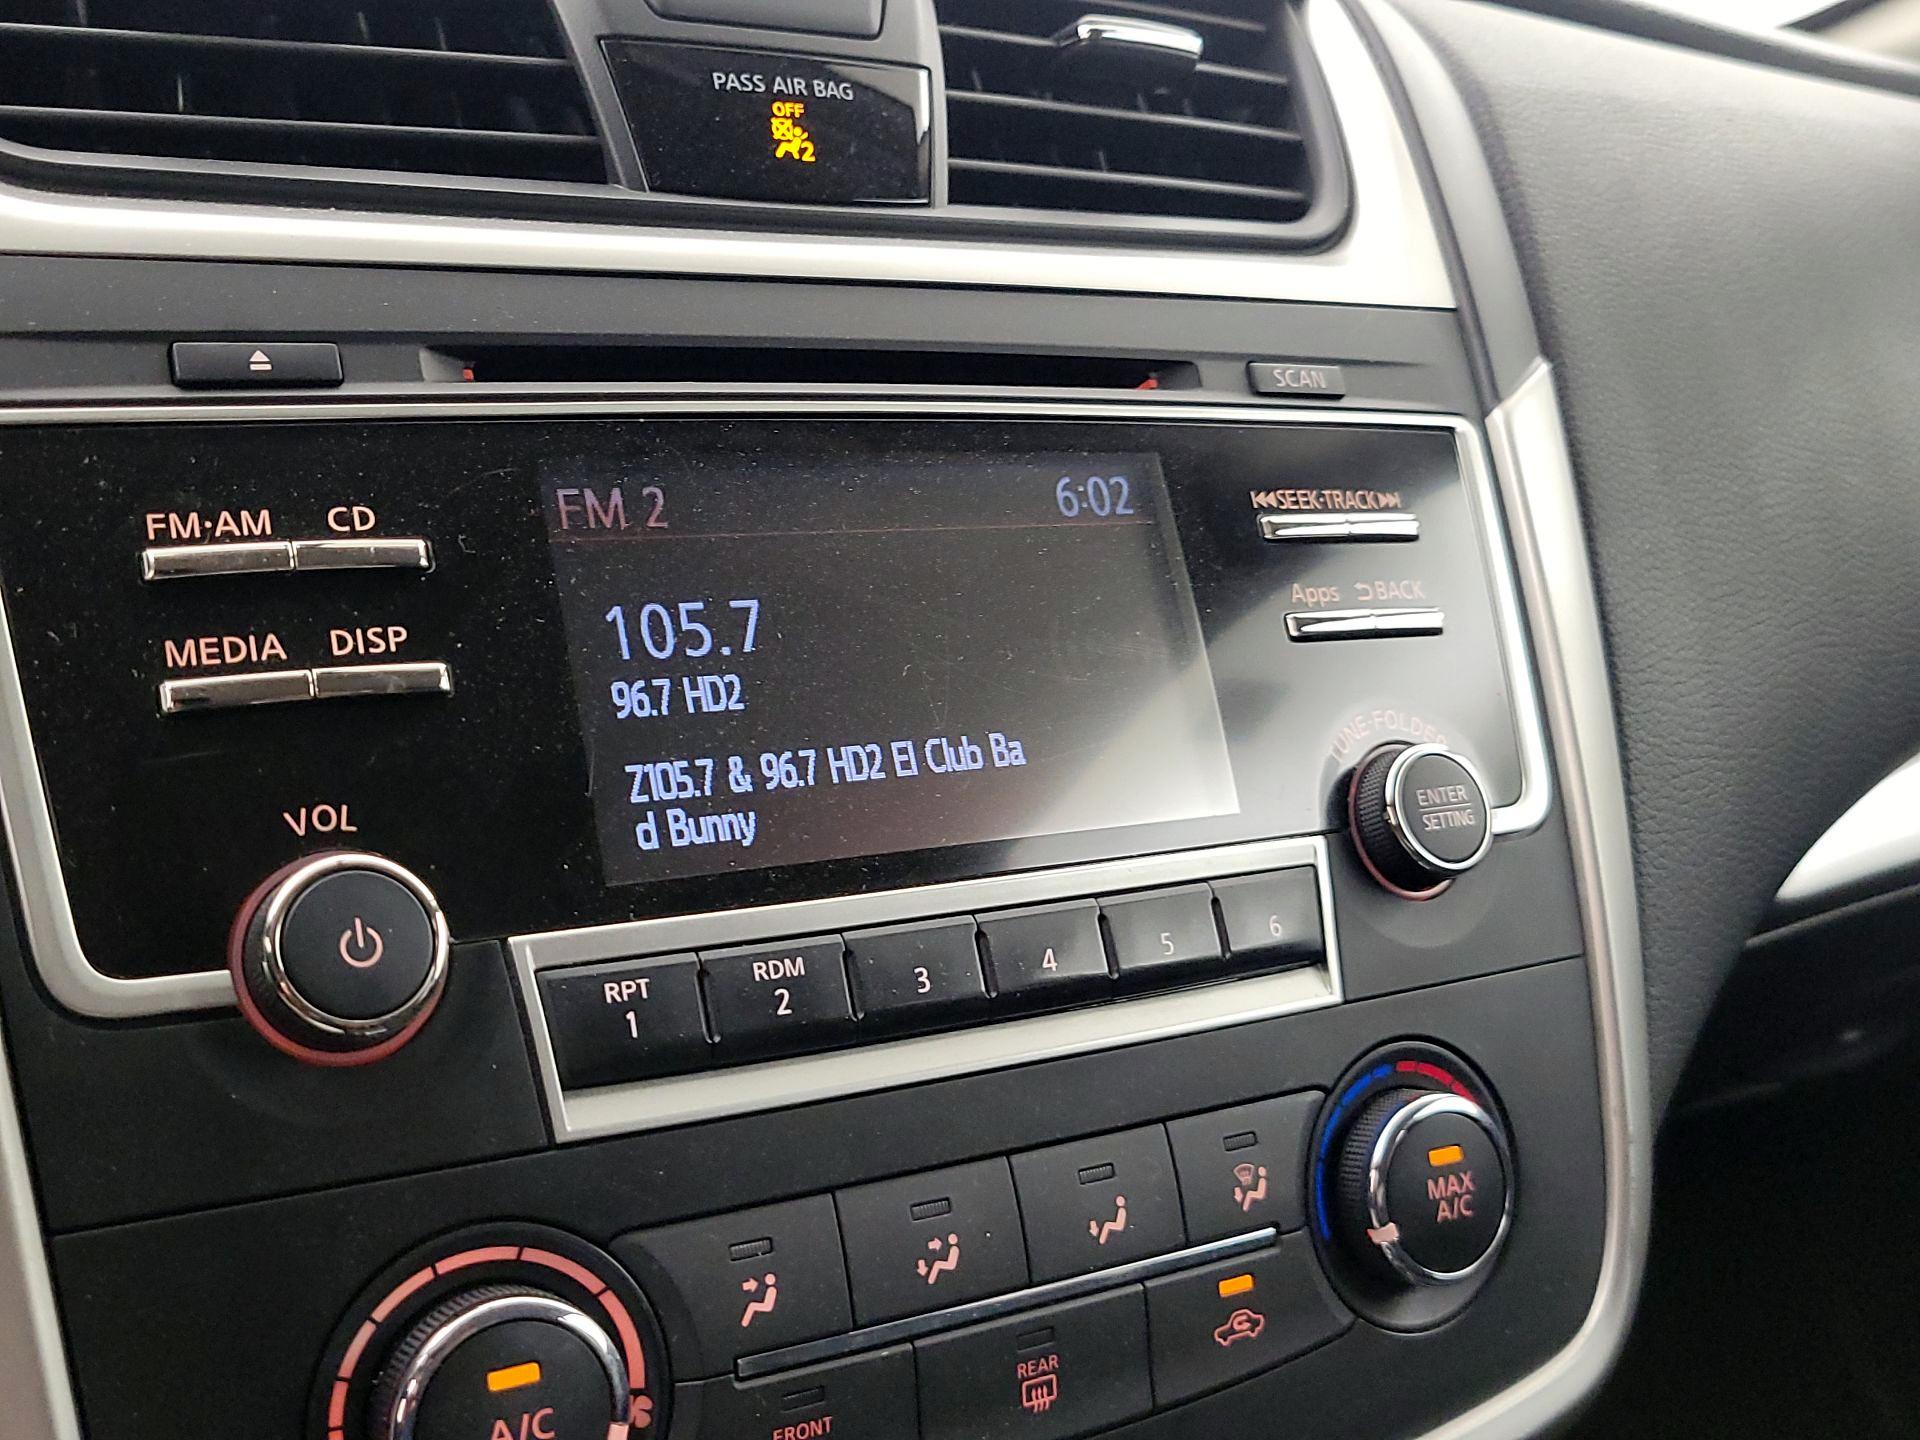 PASS AIR BAG
OFF
2
SCAN
FM·AM CD
FM 2 6:02
SEEK·TRACK
MEDIA DISP
Apps BACK
105.7
96.7 HD2
Z105.7 & 96.7 HD2 El Club Ba
d Bunny
TUNE·FOLDER
ENTER
SETTING
VOL
RPT
1
RDM
2
3
4
5
6
MAX
A/C
A/C
FRONT
REAR